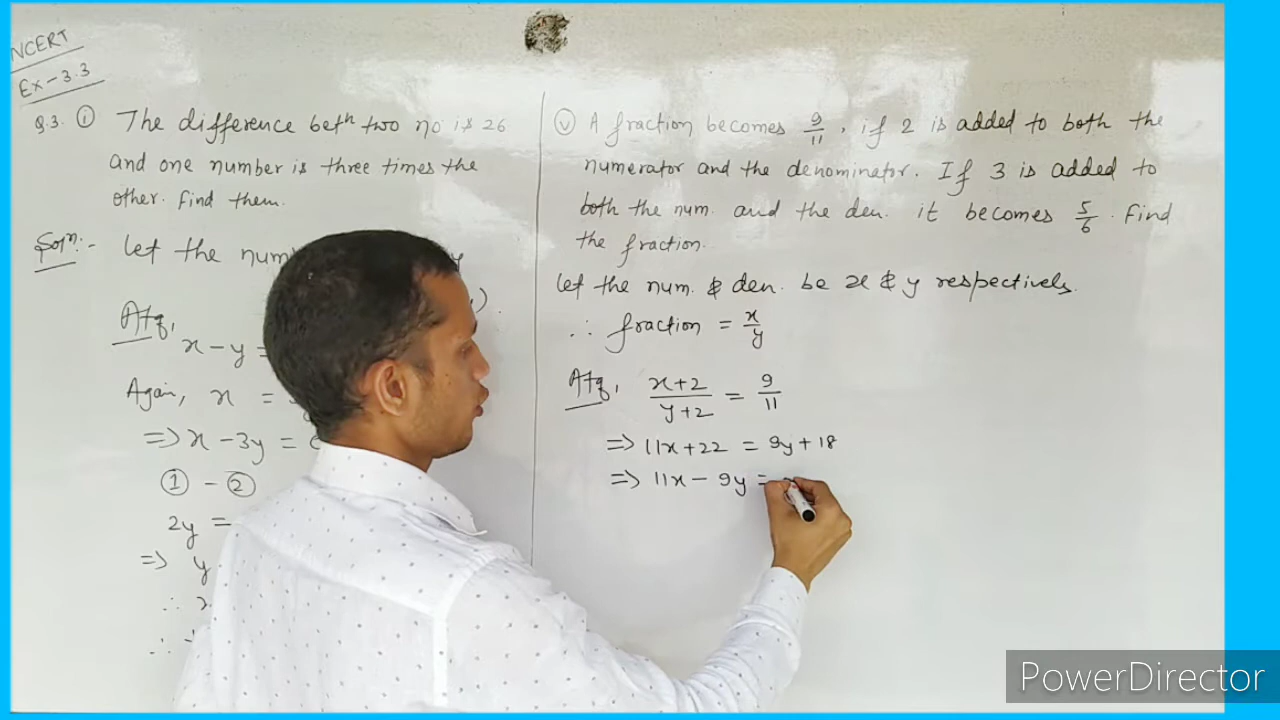 NCERT
Ex-3.3
Q.3. (i) The difference betⁿ two no is 26
and one number is three times the
other. Find them.
Solⁿ:- Let the num
Atq,
x-y=
Again, x =
=> x-3y=
① - ②
2y =
=> y
∴
∴
(v) A fraction becomes 9/11, if 2 is added to both the
numerator and the denominator. If 3 is added to
both the num. and the den. it becomes 5/6. Find
the fraction.
Let the num. & den. be x & y respectively.
∴ fraction = x/y
Atq, x+2/y+2 = 9/11
=> 11x+22 = 9y+18
=> 11x-9y=
PowerDirector